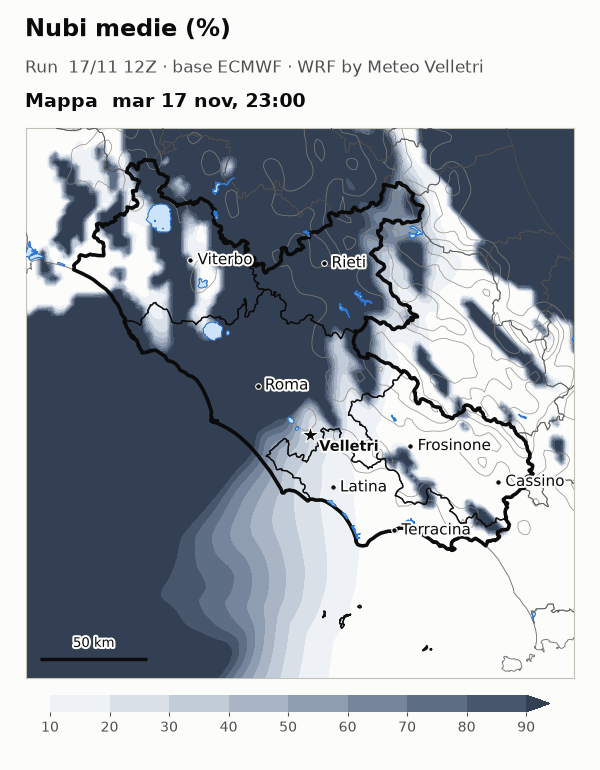 Nubi medie (%)
Run  17/11 12Z · base ECMWF · WRF by Meteo Velletri
Mappa  mar 17 nov, 23:00
Viterbo
Rieti
Roma
Velletri
Frosinone
Cassino
Latina
Terracina
50 km
10 20 30 40 50 60 70 80 90